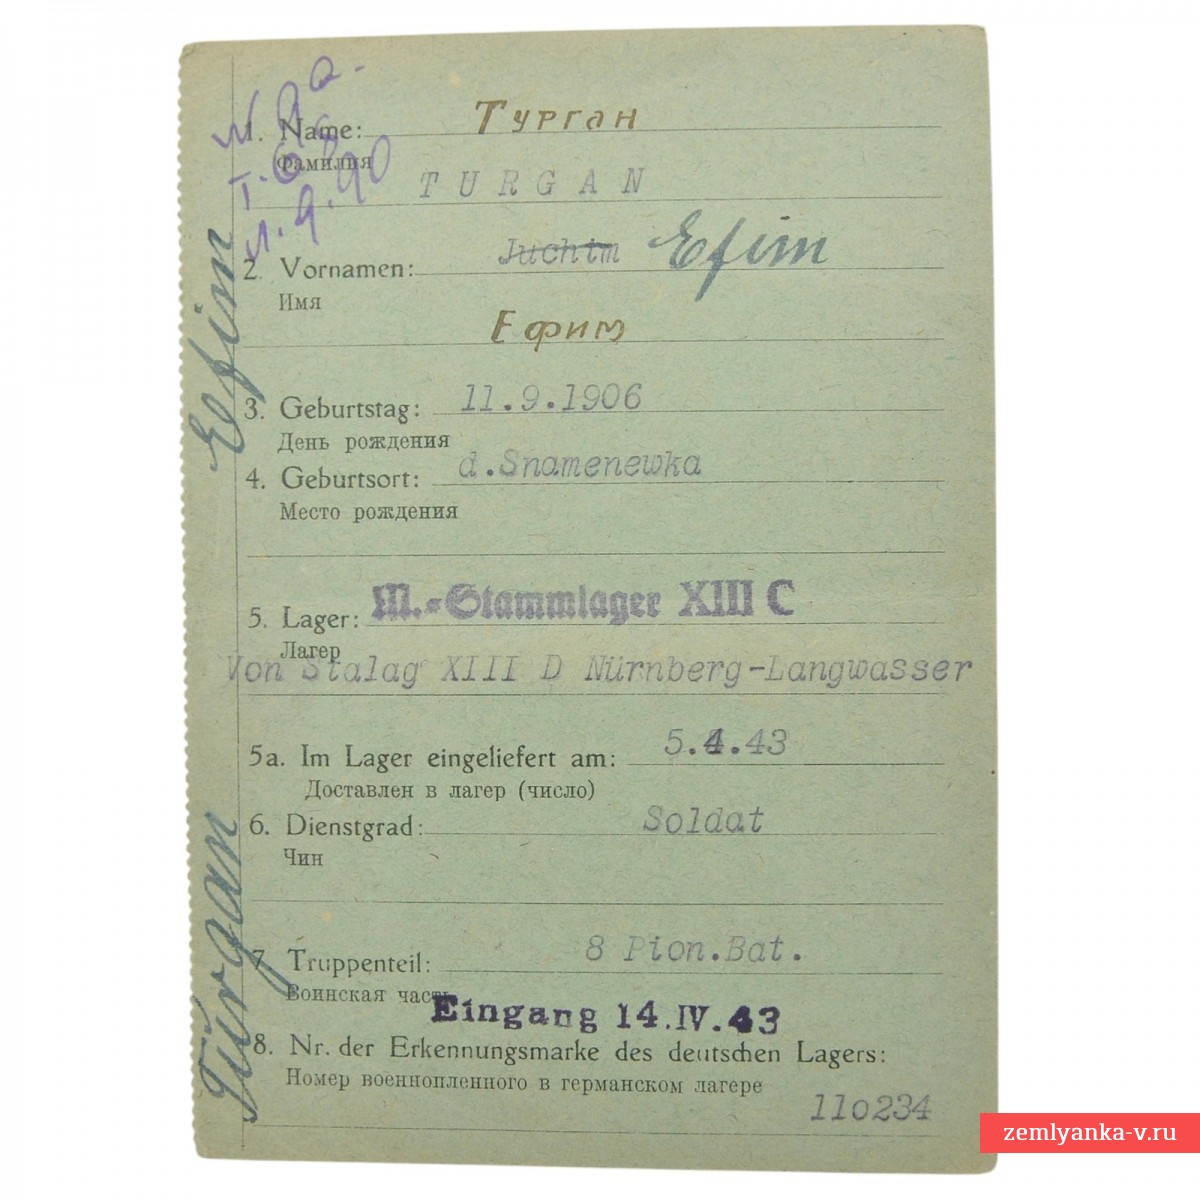 1. Name: Турган
Фамилия
TURGAN
2. Vornamen: Juchim Efim
Имя
Ефим
3. Geburtstag: 11.9.1906
День рождения
4. Geburtsort: d.Snamenewka
Место рождения
5. Lager: M.-Stammlager XIII C
Лагер
Von Stalag XIII D Nürnberg-Langwasser
5a. Im Lager eingeliefert am: 5.4.43
Доставлен в лагер (число)
6. Dienstgrad: Soldat
Чин
7. Truppenteil: 8 Pion.Bat.
Воинская часть
Eingang 14.IV.43
8. Nr. der Erkennungsmarke des deutschen Lagers:
Номер военнопленного в германском лагере
110234
Turgan Efim
zemlyanka-v.ru